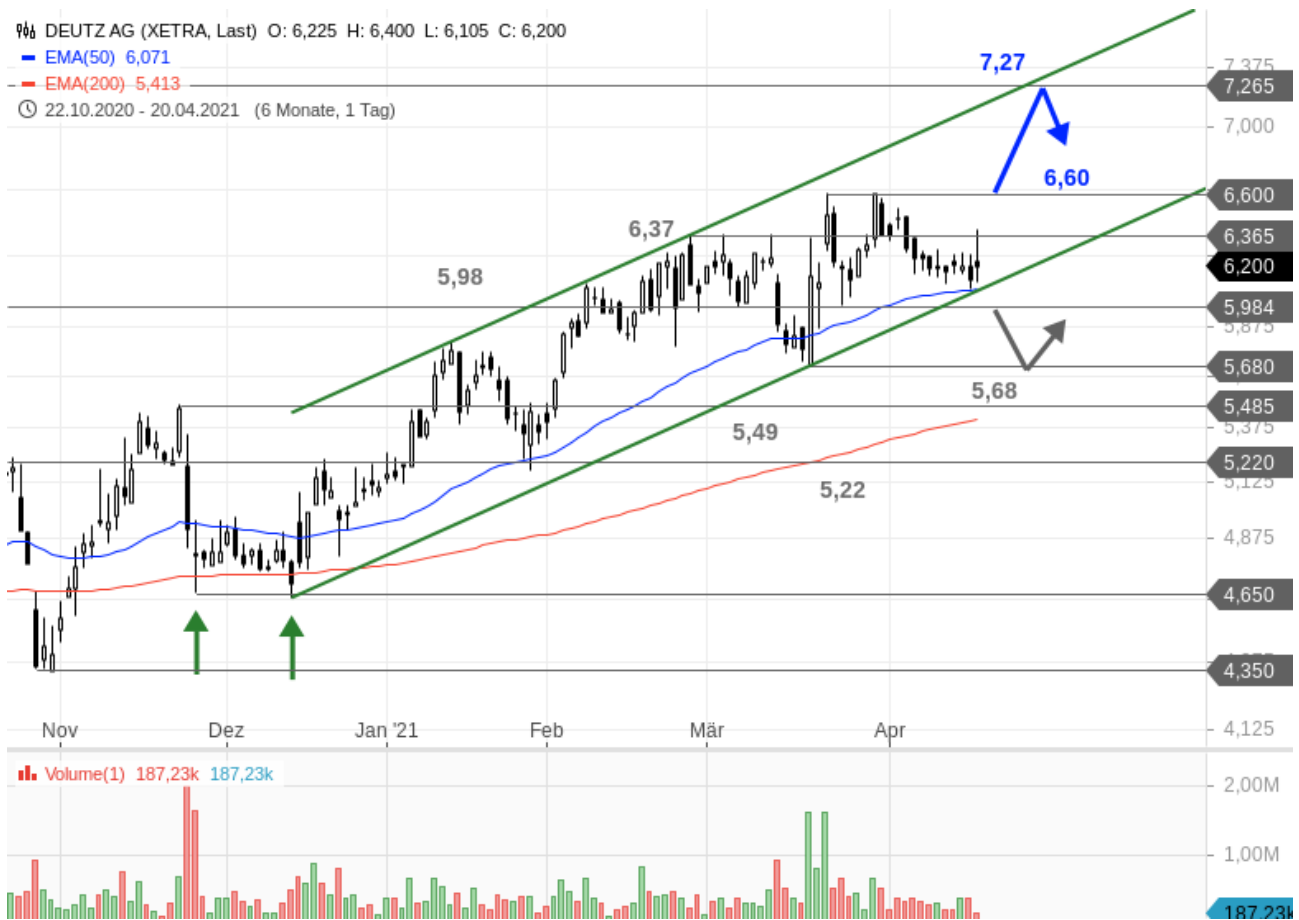 DEUTZ AG (XETRA, Last) O: 6,225 H: 6,400 L: 6,105 C: 6,200
EMA(50) 6,071
EMA(200) 5,413
22.10.2020 - 20.04.2021 (6 Monate, 1 Tag)
7,27
6,60
6,37
5,98
5,68
5,49
5,22
7,375
7,265
7,000
6,600
6,365
6,200
5,984
5,875
5,680
5,485
5,375
5,220
5,125
4,875
4,650
4,350
4,125
Nov Dez Jan '21 Feb Mär Apr
Volume(1) 187,23k 187,23k
2,00M
1,00M
187,23k